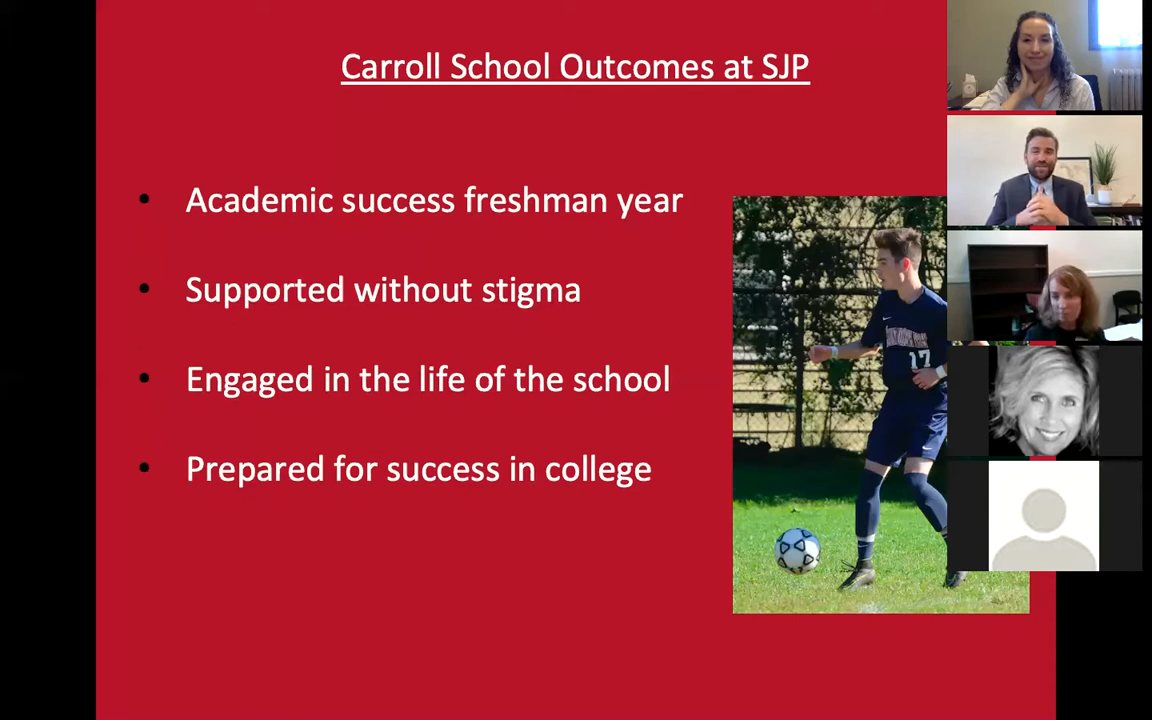 Carroll School Outcomes at SJP
• Academic success freshman year
• Supported without stigma
• Engaged in the life of the school
• Prepared for success in college
17